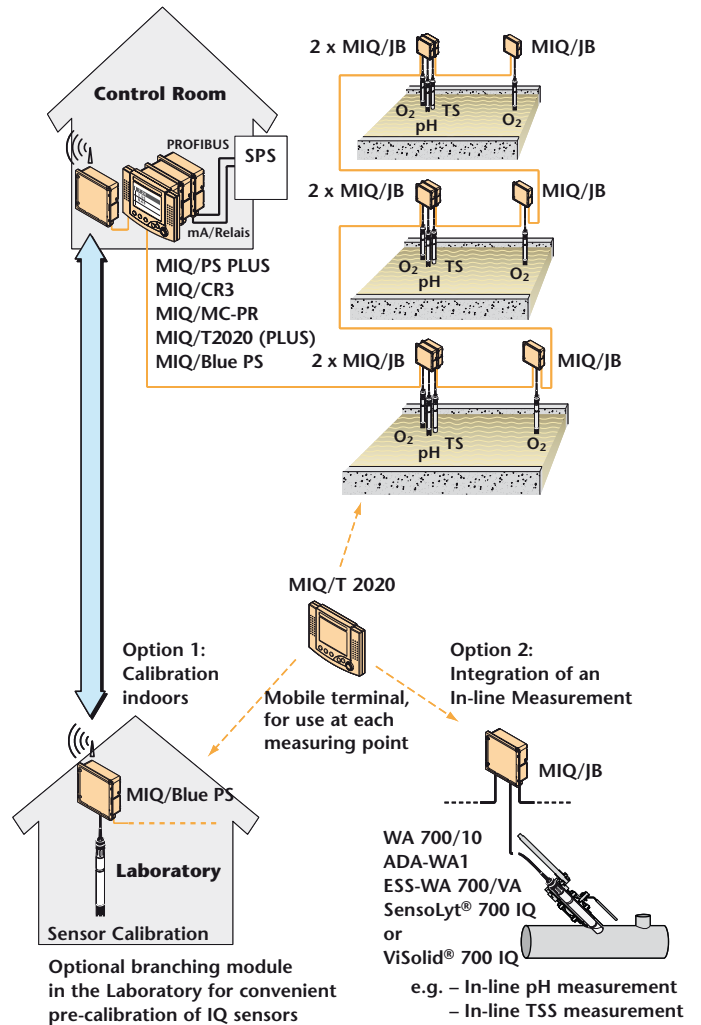 Control Room
PROFIBUS
SPS
mA/Relais
MIQ/PS PLUS
MIQ/CR3
MIQ/MC-PR
MIQ/T2020 (PLUS)
MIQ/Blue PS
2 x MIQ/JB
MIQ/JB
O₂
TS
pH
O₂
2 x MIQ/JB
MIQ/JB
O₂
TS
pH
O₂
2 x MIQ/JB
MIQ/JB
O₂
TS
pH
O₂
MIQ/T 2020
Mobile terminal,
for use at each
measuring point
Option 1:
Calibration
indoors
MIQ/Blue PS
Laboratory
Sensor Calibration
Optional branching module
in the Laboratory for convenient
pre-calibration of IQ sensors
Option 2:
Integration of an
In-line Measurement
MIQ/JB
WA 700/10
ADA-WA1
ESS-WA 700/VA
SensoLyt® 700 IQ
or
ViSolid® 700 IQ
e.g. – In-line pH measurement
– In-line TSS measurement